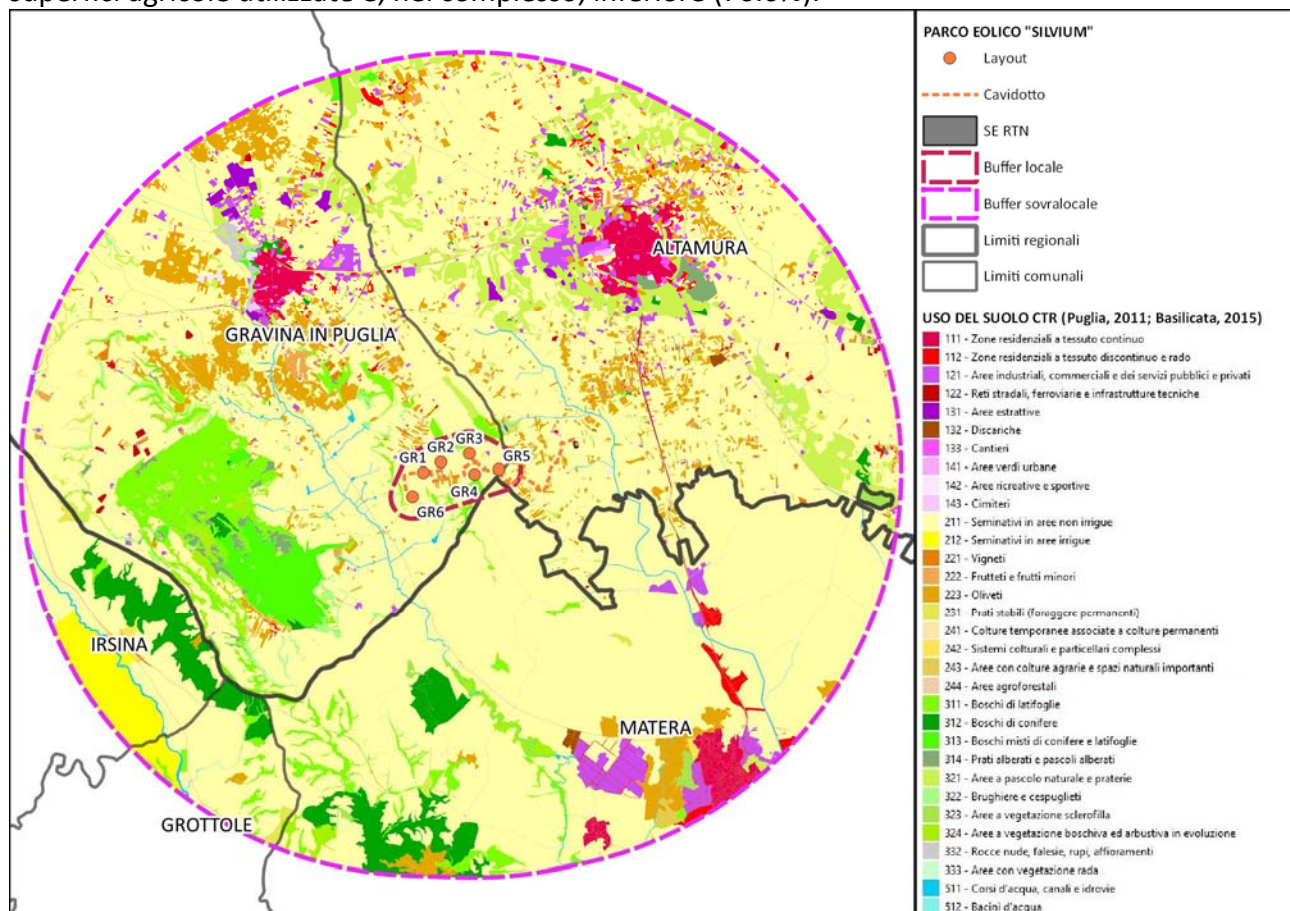 PARCO EOLICO "SILVIUM"
Layout
Cavidotto
SE RTN
Buffer locale
Buffer sovralocale
Limiti regionali
Limiti comunali
USO DEL SUOLO CTR (Puglia, 2011; Basilicata, 2015)
111 - Zone residenziali a tessuto continuo
112 - Zone residenziali a tessuto discontinuo e rado
121 - Aree industriali, commerciali e dei servizi pubblici e privati
122 - Reti stradali, ferroviarie e infrastrutture tecniche
131 - Aree estrattive
132 - Discariche
133 - Cantieri
141 - Aree verdi urbane
142 - Aree ricreative e sportive
143 - Cimiteri
211 - Seminativi in aree non irrigue
212 - Seminativi in aree irrigue
221 - Vigneti
222 - Frutteti e frutti minori
223 - Oliveti
231 - Prati stabili (foraggere permanenti)
241 - Colture temporanee associate a colture permanenti
242 - Sistemi colturali e particellari complessi
243 - Aree con colture agrarie e spazi naturali importanti
244 - Aree agroforestali
311 - Boschi di latifoglie
312 - Boschi di conifere
313 - Boschi misti di conifere e latifoglie
314 - Prati alberati e pascoli alberati
321 - Aree a pascolo naturale e praterie
322 - Brughiere e cespuglieti
323 - Aree a vegetazione sclerofilla
324 - Aree a vegetazione boschiva ed arbustiva in evoluzione
332 - Rocce nude, falesie, rupi, affioramenti
333 - Aree con vegetazione rada
511 - Corsi d'acqua, canali e idrovie
512 - Bacini d'acqua
ALTAMURA
GRAVINA IN PUGLIA
GR3
GR2
GR1
GR5
GR4
GR6
IRSINA
MATERA
GROTTOLE